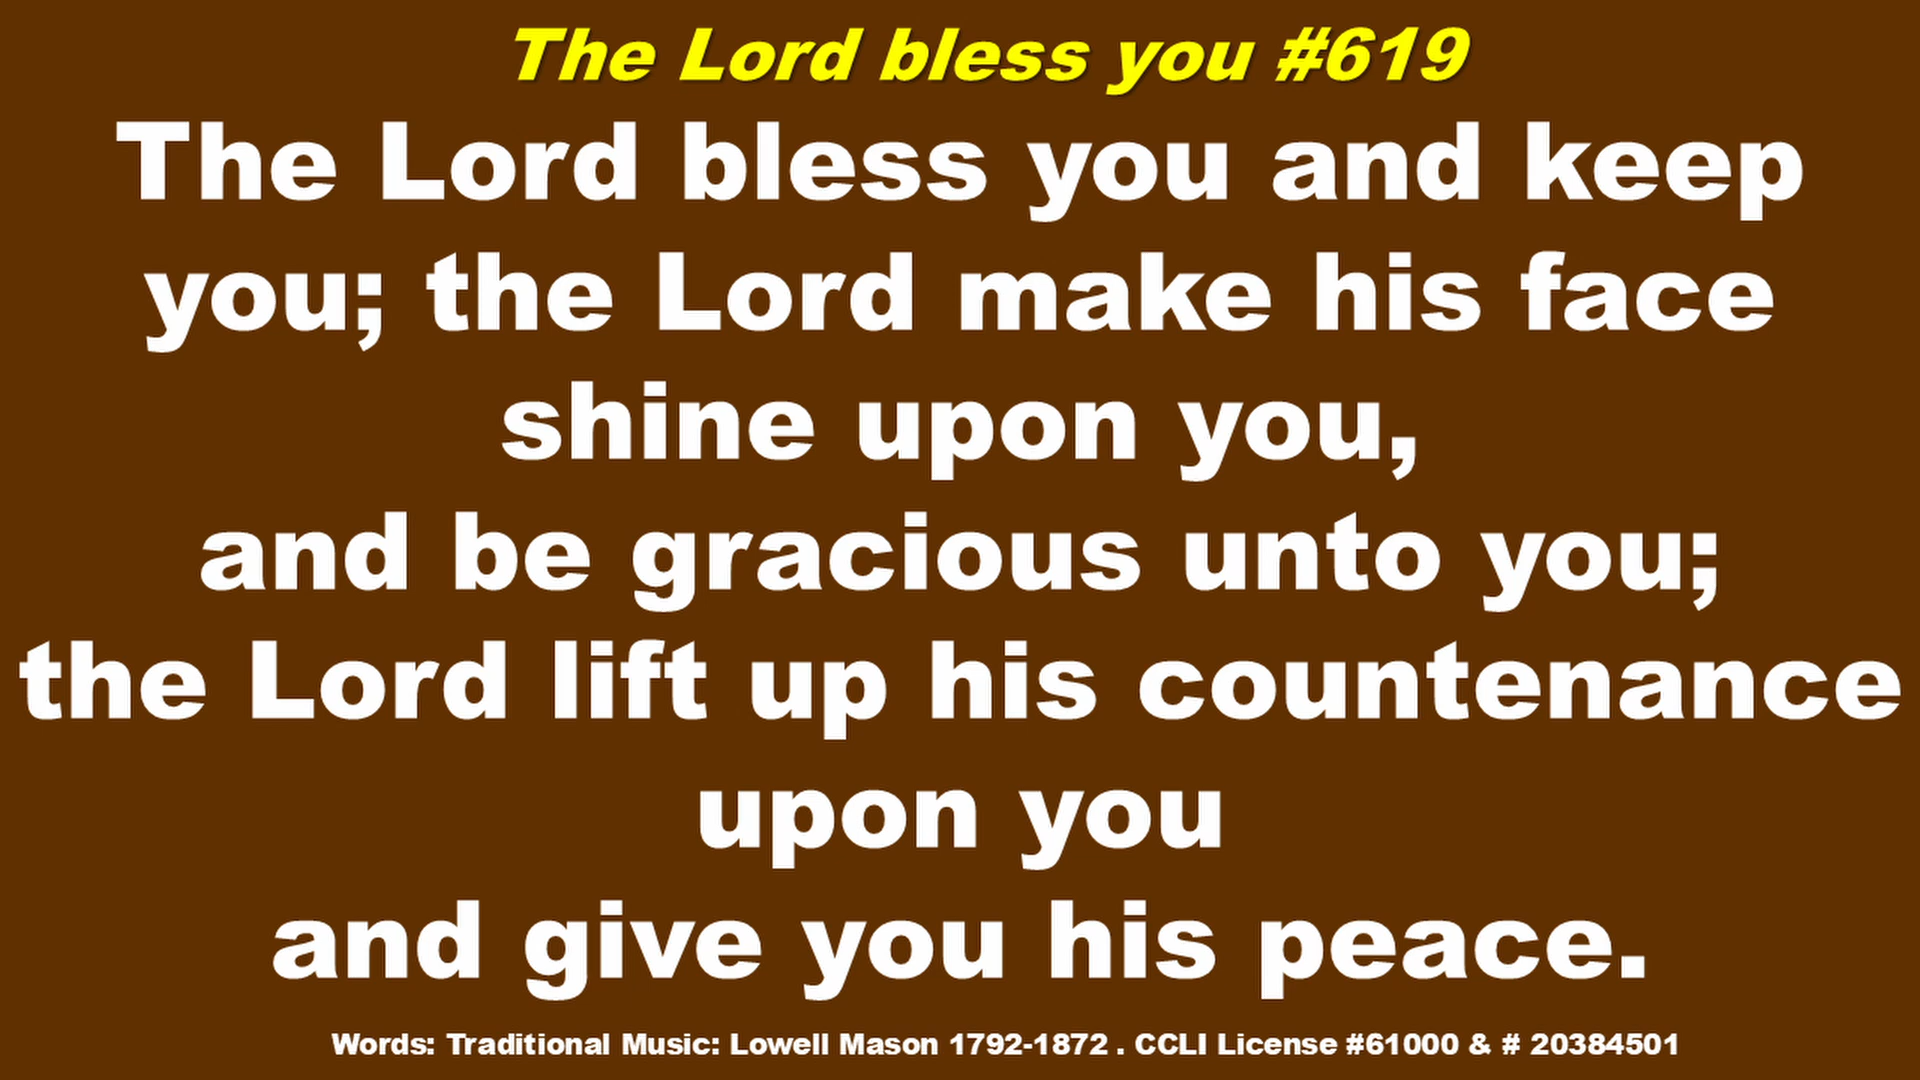 The Lord bless you #619
The Lord bless you and keep
you; the Lord make his face
shine upon you,
and be gracious unto you;
the Lord lift up his countenance
upon you
and give you his peace.
Words: Traditional Music: Lowell Mason 1792-1872 . CCLI License #61000 & # 20384501